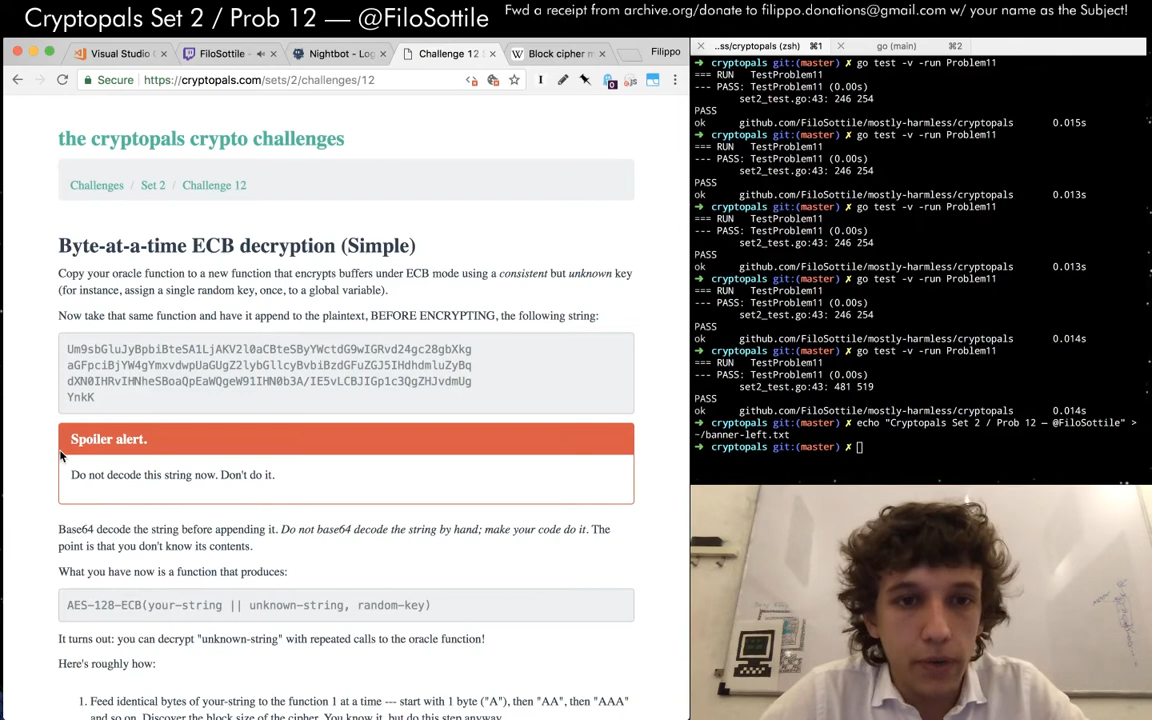 Cryptopals Set 2 / Prob 12 — @FiloSottile
Fwd a receipt from archive.org/donate to filippo.donations@gmail.com w/ your name as the Subject!
Visual Studio
FiloSottile -
Nightbot - Log
Challenge 12
Block cipher m
Filippo
Secure
https://cryptopals.com/sets/2/challenges/12
the cryptopals crypto challenges
Challenges / Set 2 / Challenge 12
Byte-at-a-time ECB decryption (Simple)
Copy your oracle function to a new function that encrypts buffers under ECB mode using a consistent but unknown key
(for instance, assign a single random key, once, to a global variable).
Now take that same function and have it append to the plaintext, BEFORE ENCRYPTING, the following string:
Um9sbGluJyBpbiBteSA1LjAKV2l0aCBteSByYWctdG9wIGRvd24gc28gbXkg
aGFpciBjYW4gYmxvdwpUaGUgZ2lybGllcyBvbiBzdGFuZGJ5IHdhdmluZyBq
dXN0IHRvIHNheSBoaQpEaWQgeW91IHN0b3A/IE5vLCBJIGp1c3QgZHJvdmUg
YnkK
Spoiler alert.
Do not decode this string now. Don't do it.
Base64 decode the string before appending it. Do not base64 decode the string by hand; make your code do it. The
point is that you don't know its contents.
What you have now is a function that produces:
AES-128-ECB(your-string || unknown-string, random-key)
It turns out: you can decrypt "unknown-string" with repeated calls to the oracle function!
Here's roughly how:
1. Feed identical bytes of your-string to the function 1 at a time --- start with 1 byte ("A"), then "AA", then "AAA"
and so on. Discover the block size of the cipher. You know it, but do this step anyway.
..ss/cryptopals (zsh) ⌘1
go (main) ⌘2
➜ cryptopals git:(master) ✗ go test -v -run Problem11
=== RUN TestProblem11
--- PASS: TestProblem11 (0.00s)
set2_test.go:43: 246 254
PASS
ok github.com/FiloSottile/mostly-harmless/cryptopals 0.015s
➜ cryptopals git:(master) ✗ go test -v -run Problem11
=== RUN TestProblem11
--- PASS: TestProblem11 (0.00s)
set2_test.go:43: 246 254
PASS
ok github.com/FiloSottile/mostly-harmless/cryptopals 0.013s
➜ cryptopals git:(master) ✗ go test -v -run Problem11
=== RUN TestProblem11
--- PASS: TestProblem11 (0.00s)
set2_test.go:43: 246 254
PASS
ok github.com/FiloSottile/mostly-harmless/cryptopals 0.013s
➜ cryptopals git:(master) ✗ go test -v -run Problem11
=== RUN TestProblem11
--- PASS: TestProblem11 (0.00s)
set2_test.go:43: 246 254
PASS
ok github.com/FiloSottile/mostly-harmless/cryptopals 0.014s
➜ cryptopals git:(master) ✗ go test -v -run Problem11
=== RUN TestProblem11
--- PASS: TestProblem11 (0.00s)
set2_test.go:43: 481 519
PASS
ok github.com/FiloSottile/mostly-harmless/cryptopals 0.014s
➜ cryptopals git:(master) ✗ echo "Cryptopals Set 2 / Prob 12 — @FiloSottile" >
~/banner-left.txt
➜ cryptopals git:(master) ✗